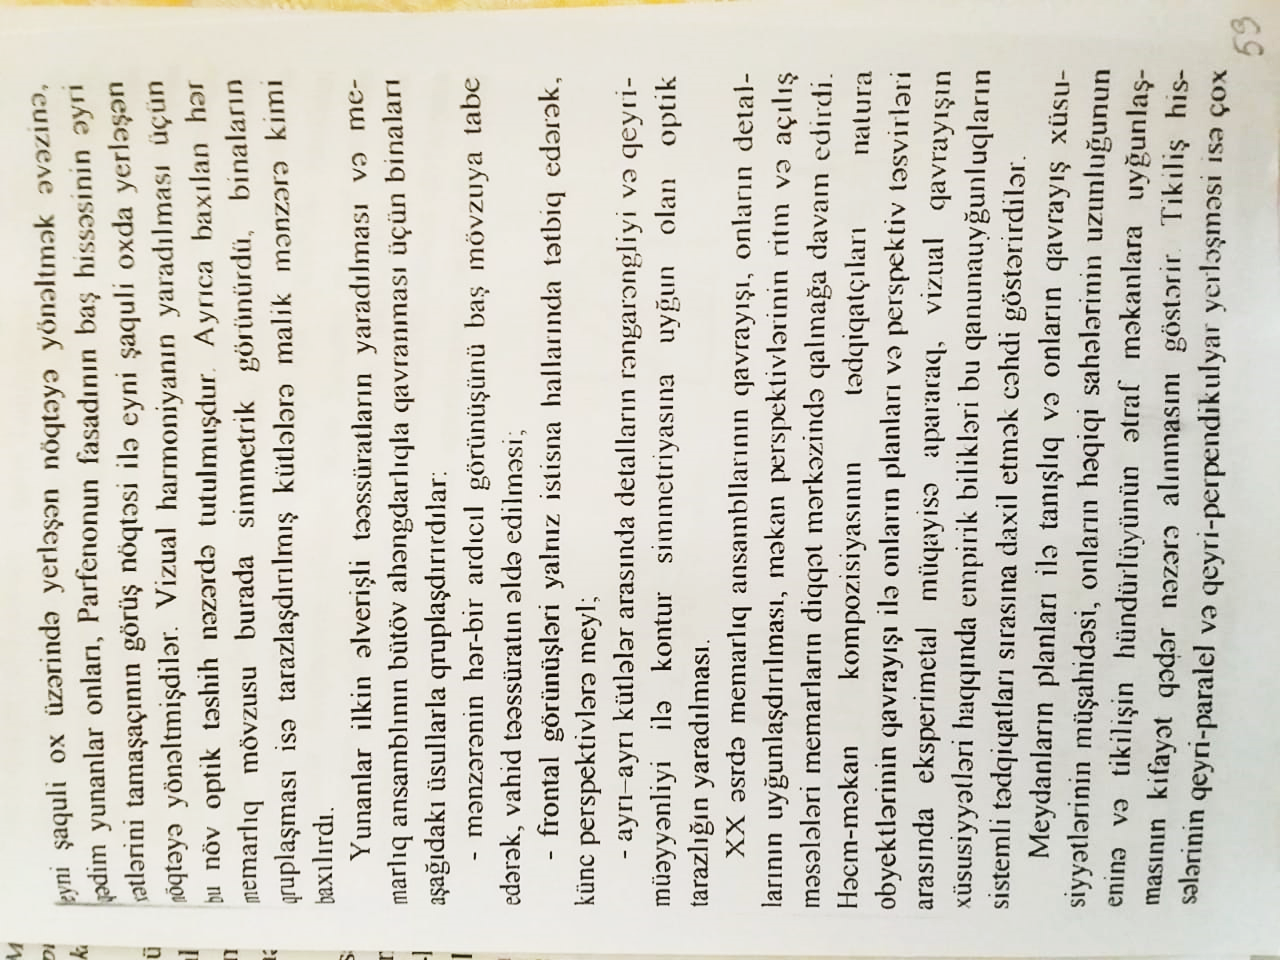 eyni şaquli ox üzərində yerləşən nöqtəyə yönəltmək əvəzinə,
qədim yunanlar onları, Parfenonun fasadının baş hissəsinin əyri
rətlərini tamaşaçının görüş nöqtəsi ilə eyni şaquli oxda yerləşən
nöqtəyə yönəltmişdilər. Vizual harmoniyanın yaradılması üçün
bu növ optik təshih nəzərdə tutulmuşdur. Ayrıca baxılan hər
memarlıq mövzusu burada simmetrik görünürdü, binaların
qruplaşması isə tarazlaşdırılmış kütlələrə malik mənzərə kimi
baxılırdı.
Yunanlar ilkin əlverişli təəssüratların yaradılması və me-
marlıq ansamblının bütöv ahəngdarlıqla qavranması üçün binaları
aşağıdakı üsullarla qruplaşdırırdılar:
- mənzərənin hər-bir ardıcıl görünüşünü baş mövzuya tabe
edərək, vahid təəssüratın əldə edilməsi;
- frontal görünüşləri yalnız istisna hallarında tətbiq edərək,
künc perspektivlərə meyl;
- ayrı–ayrı kütlələr arasında detalların rəngarəngliyi və qeyri-
müəyyənliyi ilə kontur simmetriyasına uyğun olan optik
tarazlığın yaradılması.
XX əsrdə memarlıq ansambllarının qavrayışı, onların detal-
larının uyğunlaşdırılması, məkan perspektivlərinin ritm və açılış
məsələləri memarların diqqət mərkəzində qalmağa davam edirdi.
Həcm-məkan kompozisiyasının tədqiqatçıları natura
obyektlərinin qavrayışı ilə onların planları və perspektiv təsvirləri
arasında eksperimetal müqayisə apararaq, vizual qavrayışın
xüsusiyyətləri haqqında empirik bilikləri bu qanunauyğunluqların
sistemli tədqiqatları sırasına daxil etmək cəhdi göstərirdilər.
Meydanların planları ilə tanışlıq və onların qavrayış xüsu-
siyyətlərinin müşahidəsi, onların həqiqi sahələrinin uzunluğunun
eninə və tikilişin hündürlüyünün ətraf məkanlara uyğunlaş-
masının kifayət qədər nəzərə alınmasını göstərir. Tikiliş his-
sələrinin qeyri-paralel və qeyri-perpendikulyar yerləşməsi isə çox
59